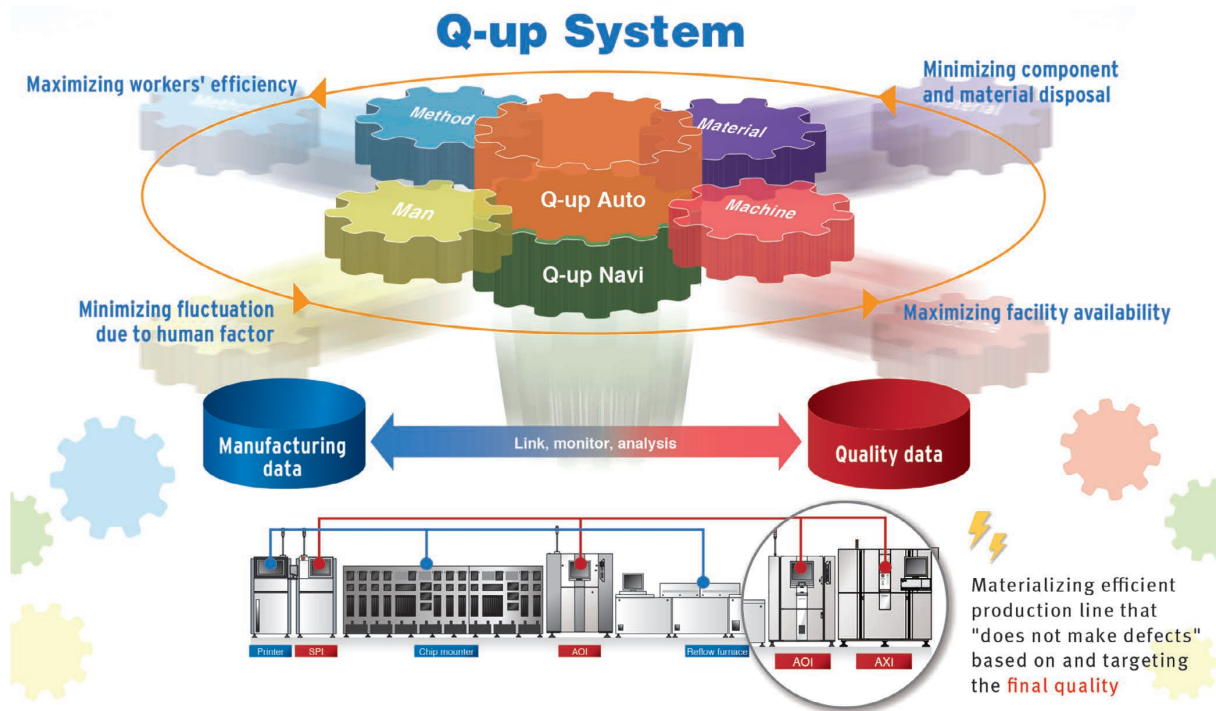 Q-up System
Maximizing workers' efficiency
Minimizing component
and material disposal
Method
Material
Method
Material
Man
Q-up Auto
Machine
Q-up Navi
Minimizing fluctuation
due to human factor
Maximizing facility availability
Manufacturing
data
Link, monitor, analysis
Quality data
Materializing efficient
production line that
"does not make defects"
based on and targeting
the final quality
Printer
SPI
Chip mounter
AOI
Reflow furnace
AOI
AXI